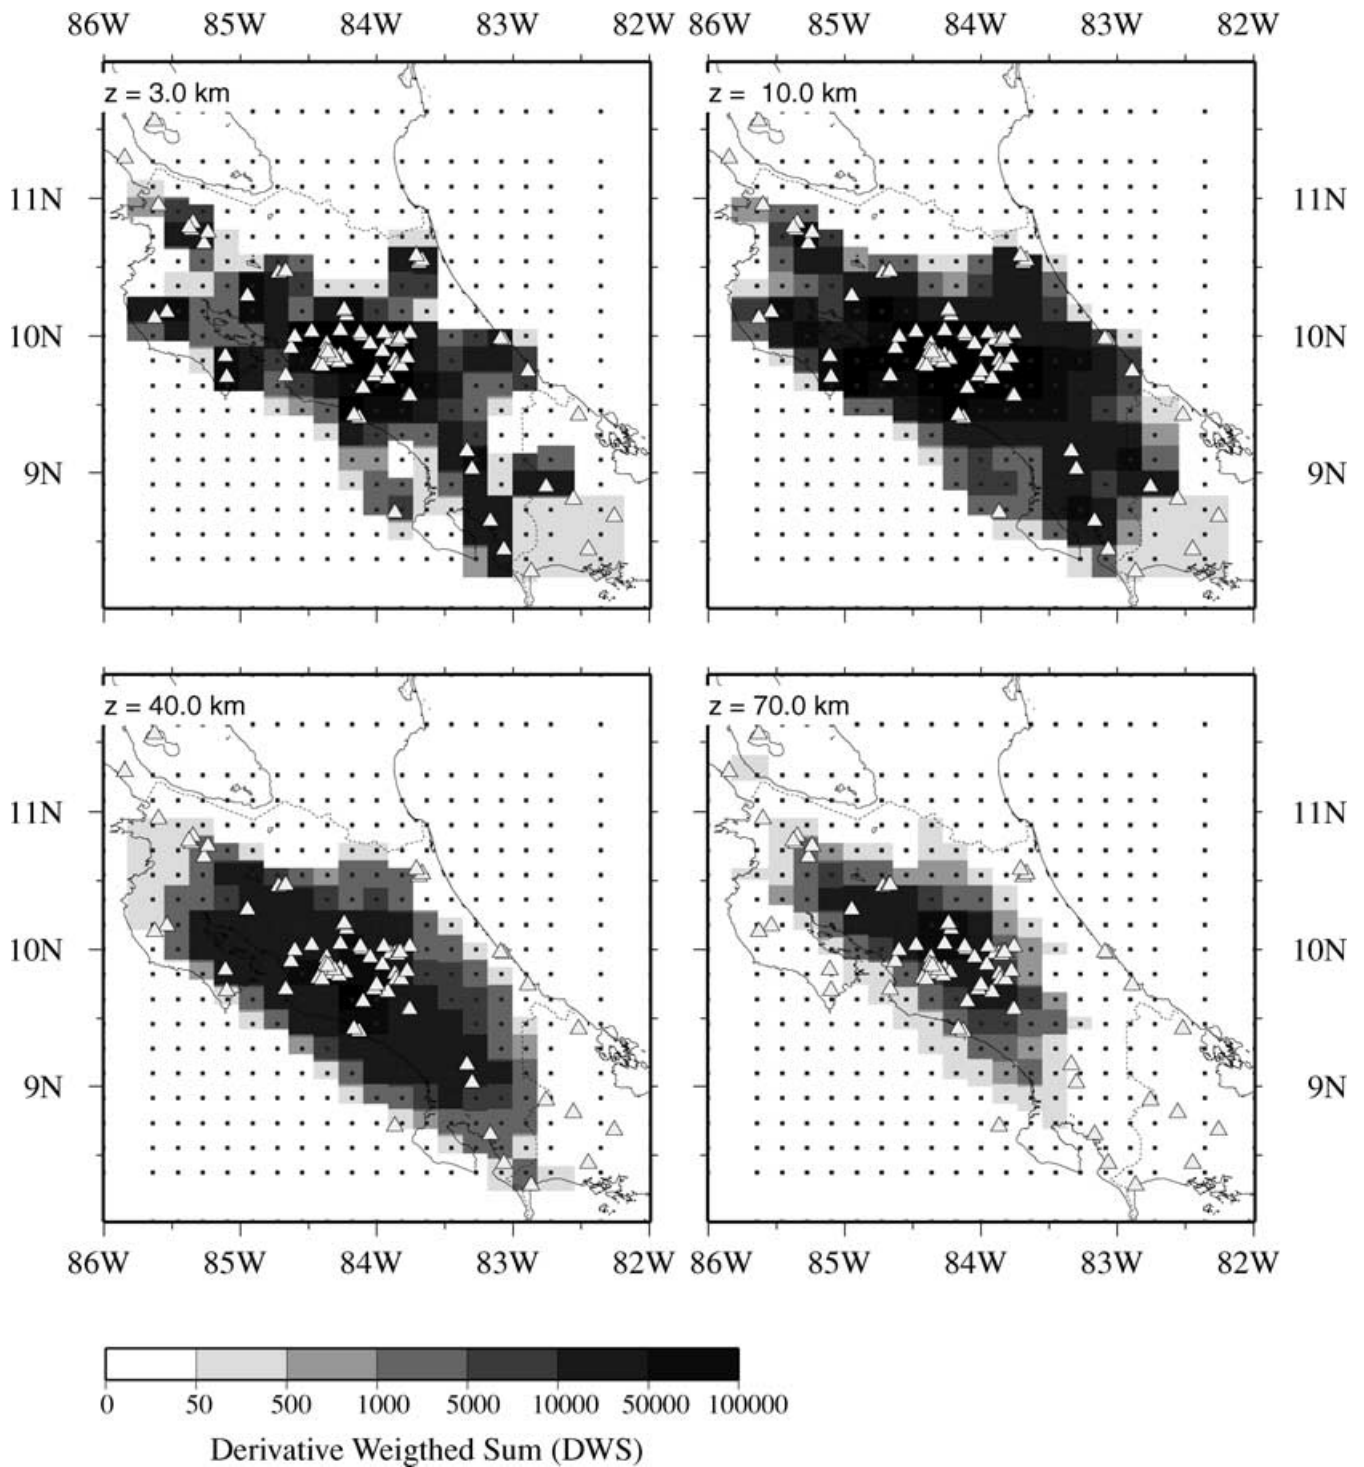 86W 85W 84W 83W 82W 86W 85W 84W 83W 82W
z = 3.0 km
z = 10.0 km
11N 11N
10N 10N
9N 9N
z = 40.0 km
z = 70.0 km
11N 11N
10N 10N
9N 9N
86W 85W 84W 83W 82W 86W 85W 84W 83W 82W
0 50 500 1000 5000 10000 50000 100000
Derivative Weigthed Sum (DWS)